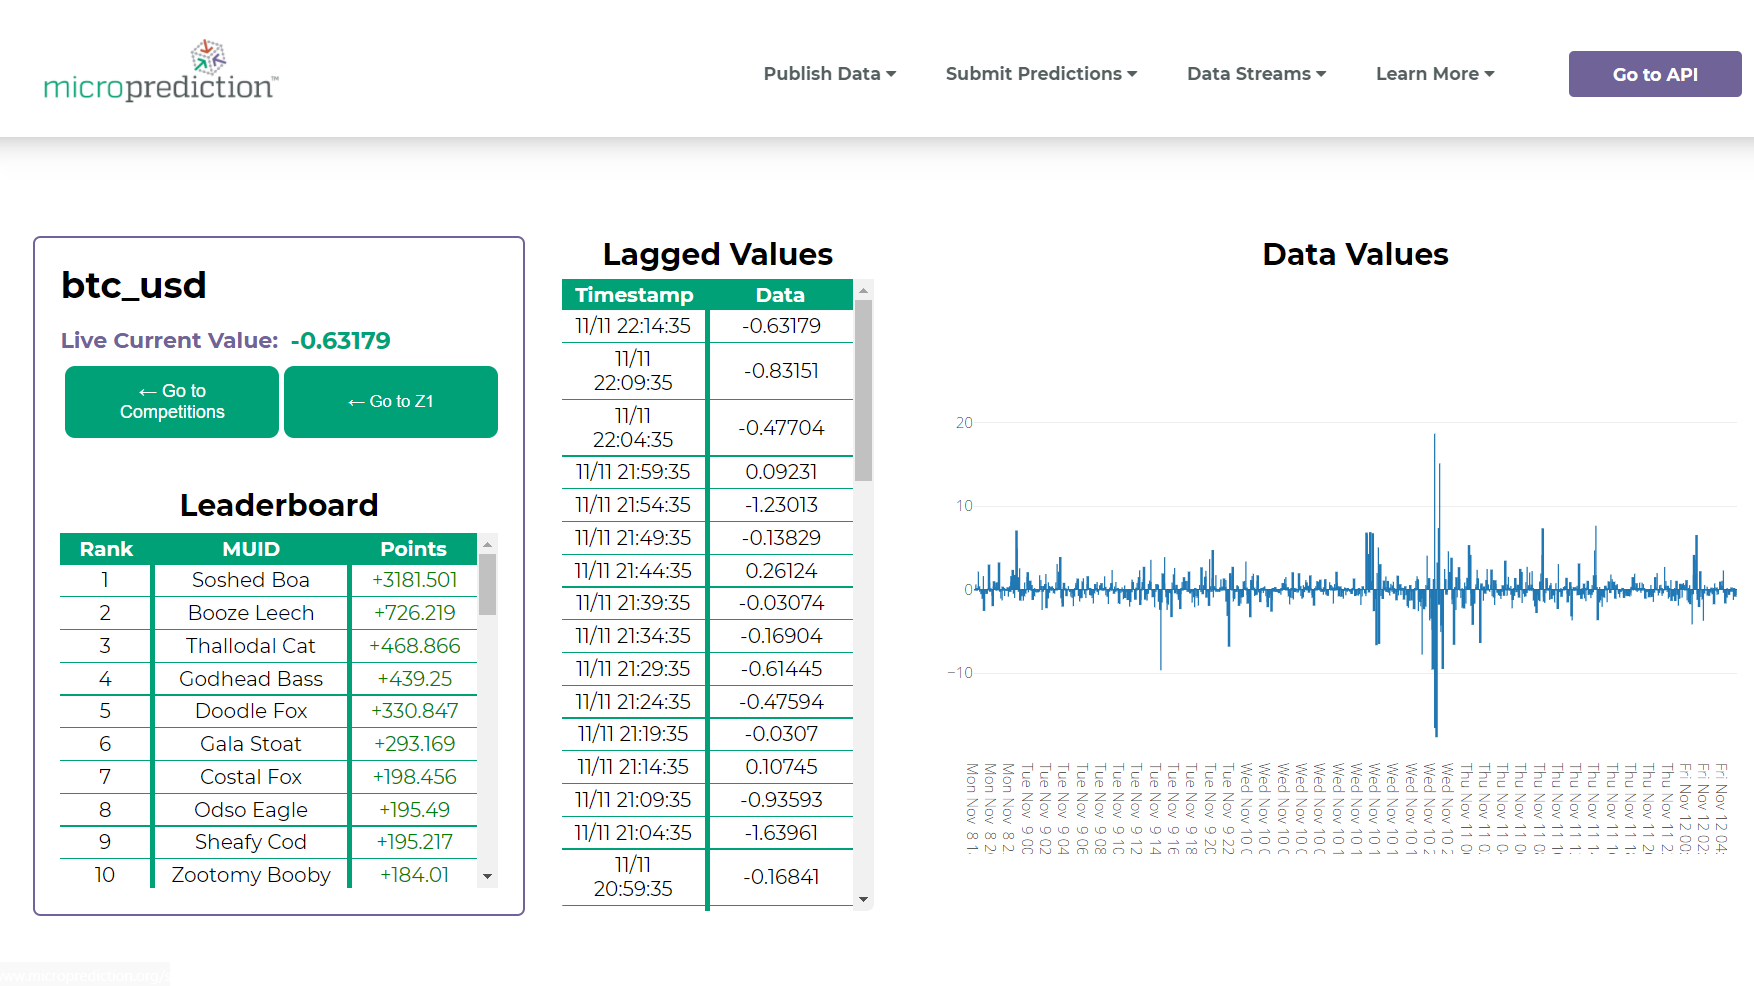 microprediction™
Publish Data
Submit Predictions
Data Streams
Learn More
Go to API
btc_usd
Live Current Value: -0.63179
← Go to
Competitions
← Go to Z1
Leaderboard
Rank MUID Points
1 Soshed Boa +3181.501
2 Booze Leech +726.219
3 Thallodal Cat +468.866
4 Godhead Bass +439.25
5 Doodle Fox +330.847
6 Gala Stoat +293.169
7 Costal Fox +198.456
8 Odso Eagle +195.49
9 Sheafy Cod +195.217
10 Zootomy Booby +184.01
Lagged Values
Timestamp Data
11/11 22:14:35 -0.63179
11/11
22:09:35 -0.83151
11/11
22:04:35 -0.47704
11/11 21:59:35 0.09231
11/11 21:54:35 -1.23013
11/11 21:49:35 -0.13829
11/11 21:44:35 0.26124
11/11 21:39:35 -0.03074
11/11 21:34:35 -0.16904
11/11 21:29:35 -0.61445
11/11 21:24:35 -0.47594
11/11 21:19:35 -0.0307
11/11 21:14:35 0.10745
11/11 21:09:35 -0.93593
11/11 21:04:35 -1.63961
11/11
20:59:35 -0.16841
Data Values
20
10
0
−10
Mon Nov 8
Mon Nov 8 2
Mon Nov 8 2
Tue Nov 9 00
Tue Nov 9 02
Tue Nov 9 04
Tue Nov 9 06
Tue Nov 9 08
Tue Nov 9 10
Tue Nov 9 12
Tue Nov 9 14
Tue Nov 9 16
Tue Nov 9 18
Tue Nov 9 20
Tue Nov 9 22
Wed Nov 10 0
Wed Nov 10 0
Wed Nov 10 0
Wed Nov 10 0
Wed Nov 10 0
Wed Nov 10 1
Wed Nov 10 1
Wed Nov 10 1
Wed Nov 10 1
Wed Nov 10 1
Wed Nov 10 2
Wed Nov 10 2
Thu Nov 11 0
Thu Nov 11 0
Thu Nov 11 0
Thu Nov 11 0
Thu Nov 11 0
Thu Nov 11 1
Thu Nov 11 1
Thu Nov 11 1
Thu Nov 11 1
Thu Nov 11 1
Thu Nov 11 2
Thu Nov 11 2
Fri Nov 12 00:
Fri Nov 12 02:
Fri Nov 12 04: